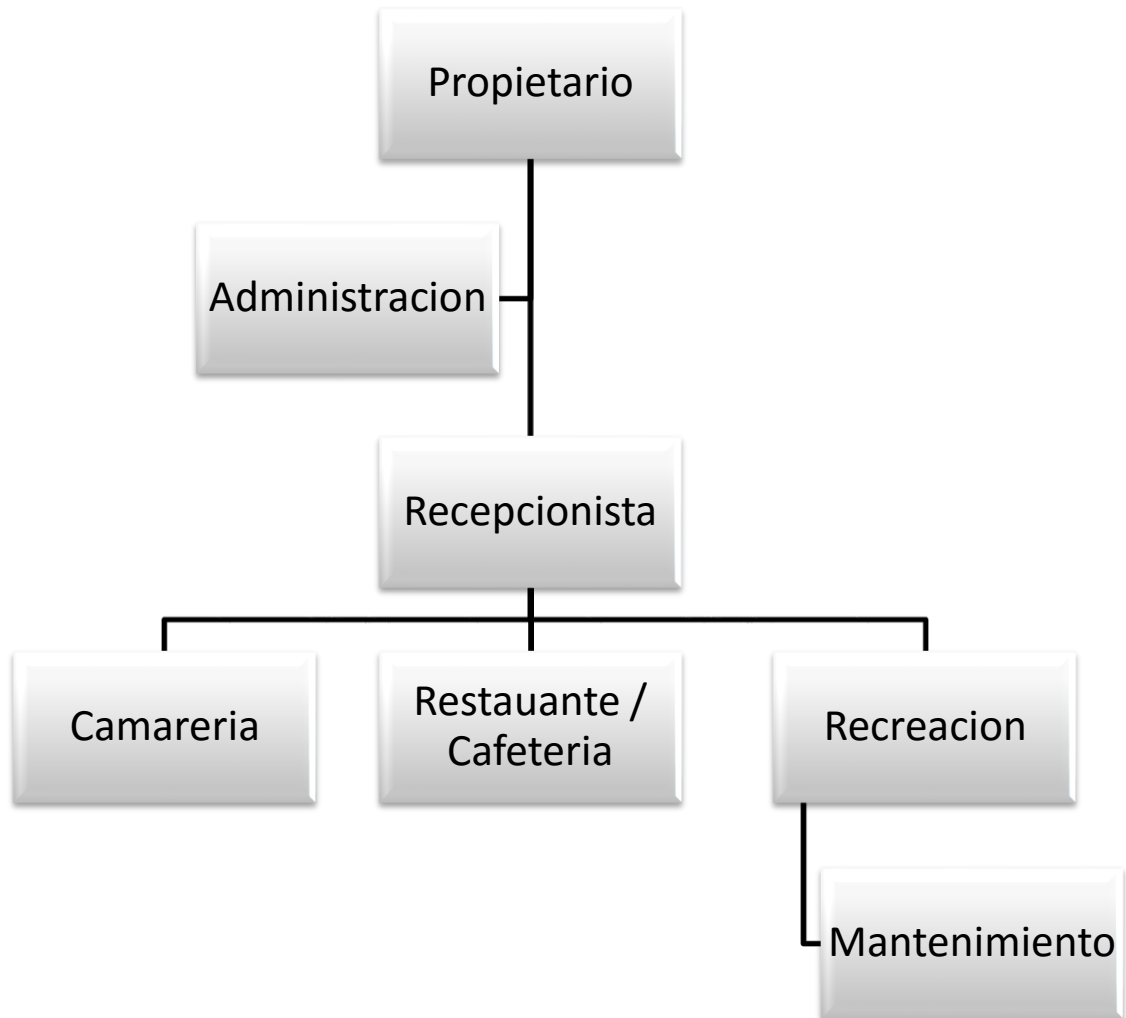 Propietario
Administracion
Recepcionista
Camareria
Restauante /
Cafeteria
Recreacion
Mantenimiento